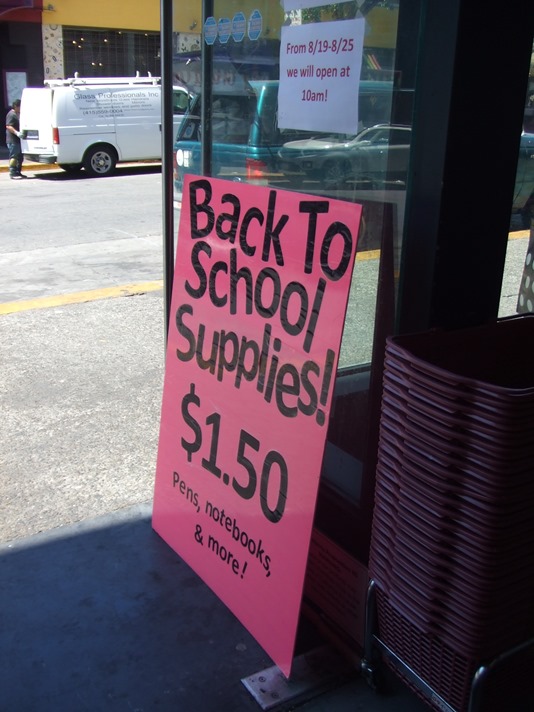 From 8/19-8/25
we will open at
10am!
Glass Professionals Inc
Back To
School
Supplies!
$1.50
Pens, notebooks,
& more!